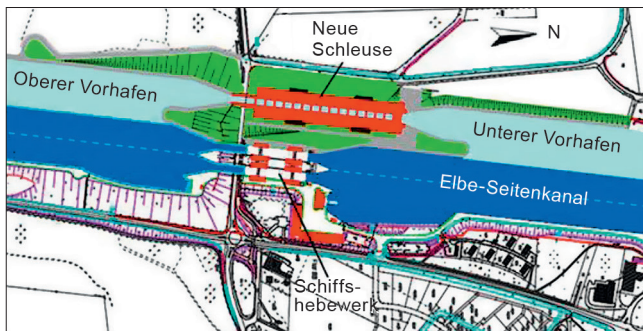 Neue
Schleuse
N
Oberer Vorhafen
Unterer Vorhafen
Elbe-Seitenkanal
Schiffs-
hebewerk